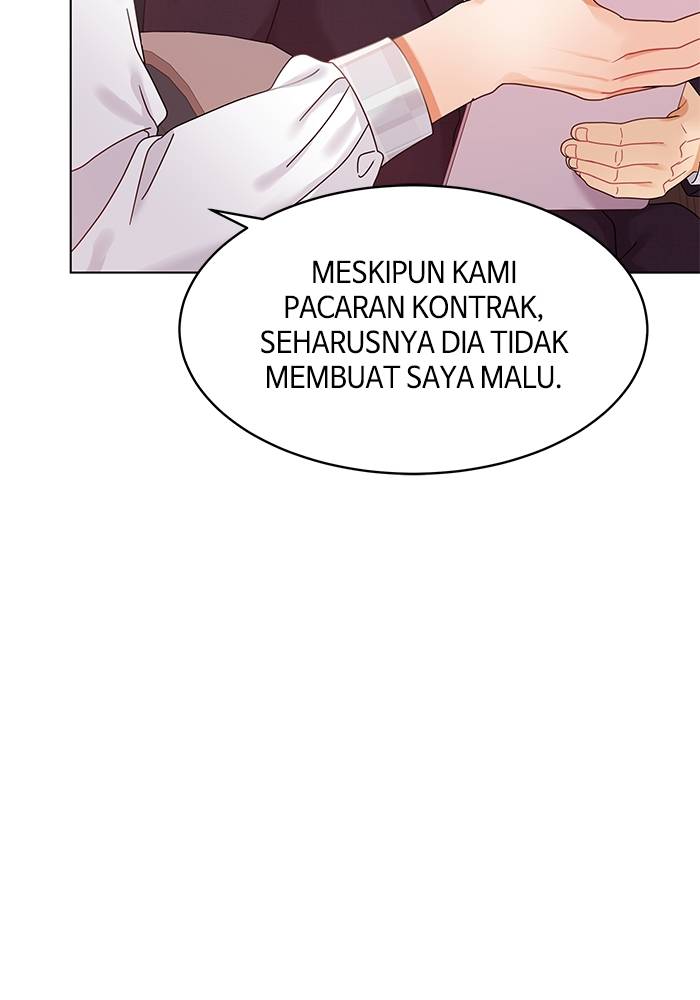 MESKIPUN KAMI
PACARAN KONTRAK,
SEHARUSNYA DIA TIDAK
MEMBUAT SAYA MALU.